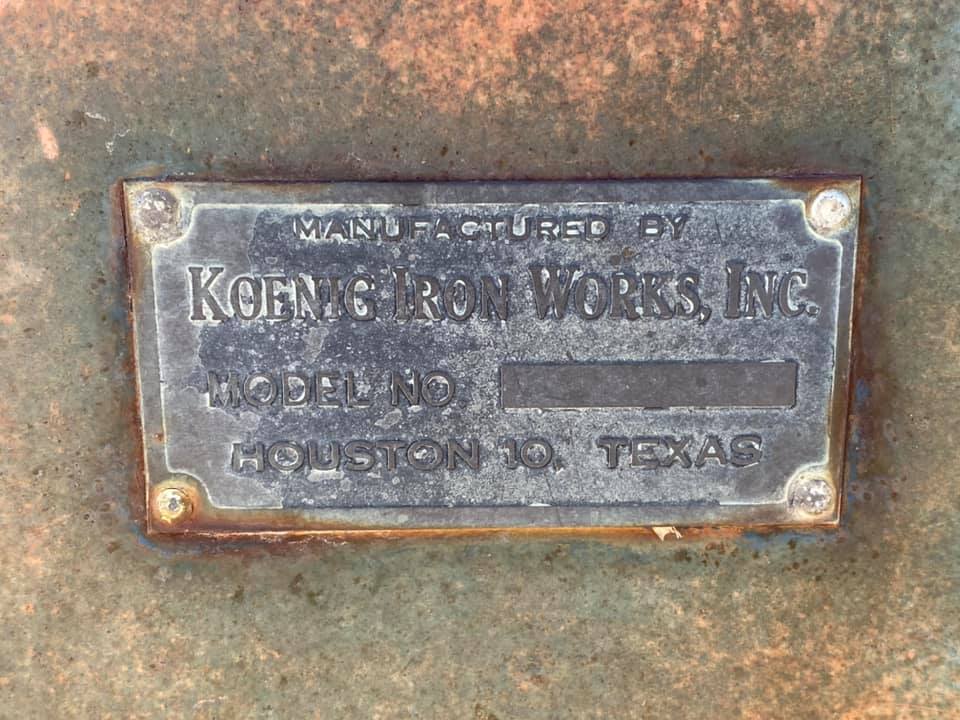 MANUFACTURED BY
KOENIG IRON WORKS, INC.
MODEL NO
HOUSTON 10, TEXAS